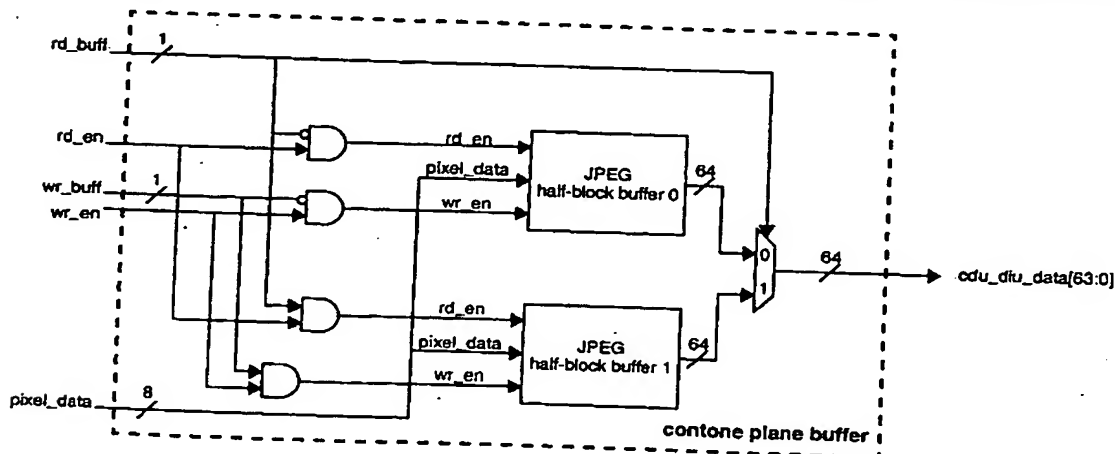 rd_buff
1
rd_en
wr_buff
1
wr_en
pixel_data
8
rd_en
pixel_data
wr_en
JPEG
half-block buffer 0
64
rd_en
pixel_data
wr_en
JPEG
half-block buffer 1
64
0
1
64
cdu_diu_data[63:0]
contone plane buffer